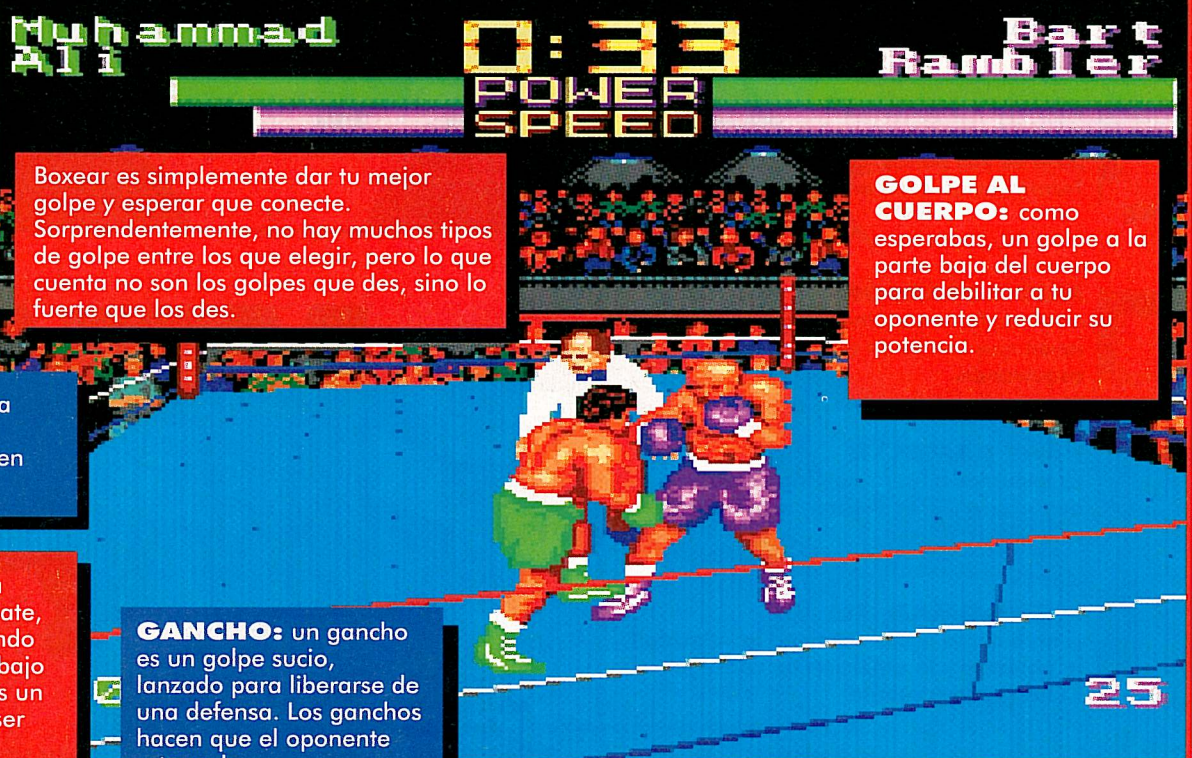 Muhammad
Ali
0:33
Bart
Rambler
POWER
SPEED
Boxear es simplemente dar tu mejor
golpe y esperar que conecte.
Sorprendentemente, no hay muchos tipos
de golpe entre los que elegir, pero lo que
cuenta no son los golpes que des, sino lo
fuerte que los des.
GOLPE AL
CUERPO: como
esperabas, un golpe a la
parte baja del cuerpo
para debilitar a tu
oponente y reducir su
potencia.
GANCHO: un gancho
es un golpe sucio,
lanzado para liberarse de
una defensa. Los ganchos
hacen que el oponente
25